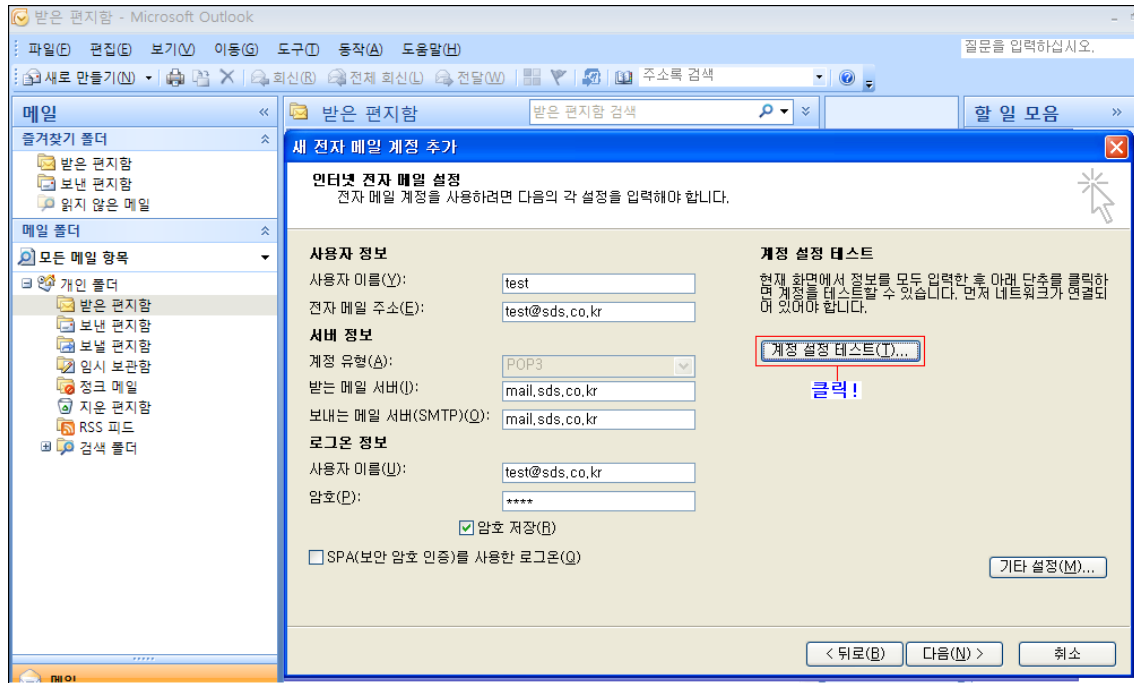 받은 편지함 - Microsoft Outlook
파일(F) 편집(E) 보기(V) 이동(G) 도구(T) 동작(A) 도움말(H)
질문을 입력하십시오.
새로 만들기(N) 회신(R) 전체 회신(L) 전달(W) 주소록 검색
메일 «
받은 편지함
받은 편지함 검색
할 일 모음 »
즐겨찾기 폴더
받은 편지함
보낸 편지함
읽지 않은 메일
메일 폴더
모든 메일 항목
개인 폴더
받은 편지함
보낸 편지함
보낼 편지함
임시 보관함
정크 메일
지운 편지함
RSS 피드
검색 폴더
메일
새 전자 메일 계정 추가
인터넷 전자 메일 설정
전자 메일 계정을 사용하려면 다음의 각 설정을 입력해야 합니다.
사용자 정보
사용자 이름(Y): test
전자 메일 주소(E): test@sds.co.kr
서버 정보
계정 유형(A): POP3
받는 메일 서버(I): mail.sds.co.kr
보내는 메일 서버(SMTP)(O): mail.sds.co.kr
로그온 정보
사용자 이름(U): test@sds.co.kr
암호(P): ****
암호 저장(R)
SPA(보안 암호 인증)를 사용한 로그온(Q)
계정 설정 테스트
현재 화면에서 정보를 모두 입력한 후 아래 단추를 클릭하
면 계정을 테스트할 수 있습니다. 먼저 네트워크가 연결되
어 있어야 합니다.
계정 설정 테스트(T)...
클릭!
기타 설정(M)...
< 뒤로(B) 다음(N) > 취소